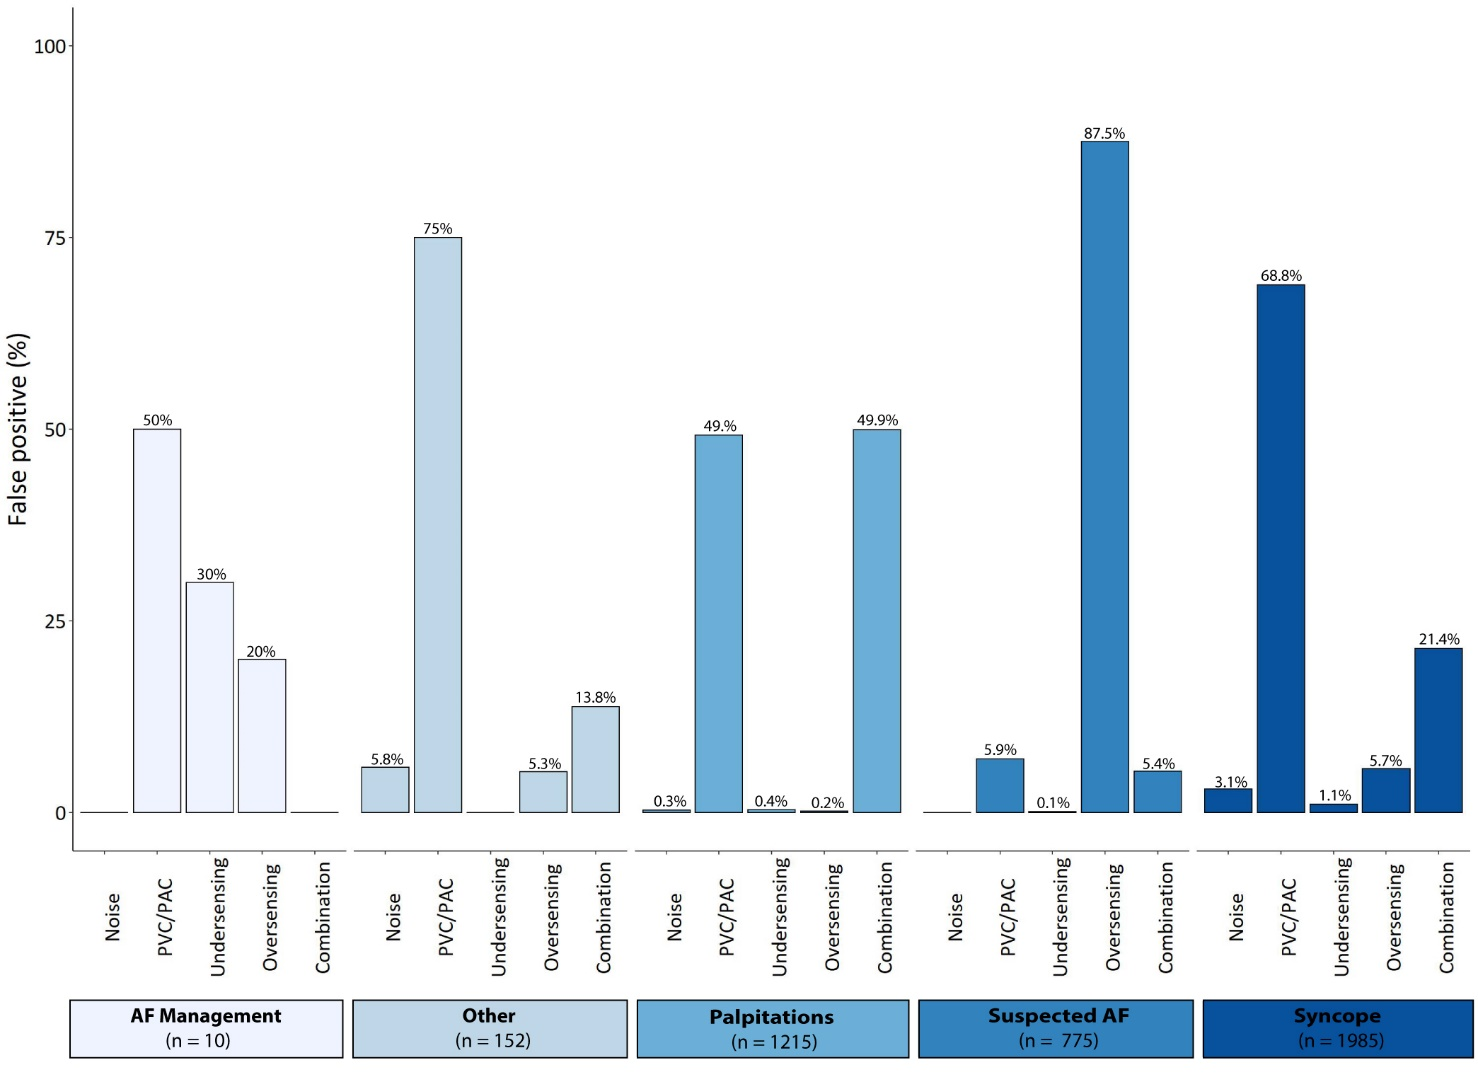 False positive (%)
100
75
50
25
0
50%
30%
20%
5.8%
75%
5.3%
13.8%
0.3%
49.%
0.4%
0.2%
49.9%
5.9%
0.1%
87.5%
5.4%
3.1%
68.8%
1.1%
5.7%
21.4%
Noise
PVC/PAC
Undersensing
Oversensing
Combination
Noise
PVC/PAC
Undersensing
Oversensing
Combination
Noise
PVC/PAC
Undersensing
Oversensing
Combination
Noise
PVC/PAC
Undersensing
Oversensing
Combination
Noise
PVC/PAC
Undersensing
Oversensing
Combination
AF Management
(n = 10)
Other
(n = 152)
Palpitations
(n = 1215)
Suspected AF
(n = 775)
Syncope
(n = 1985)